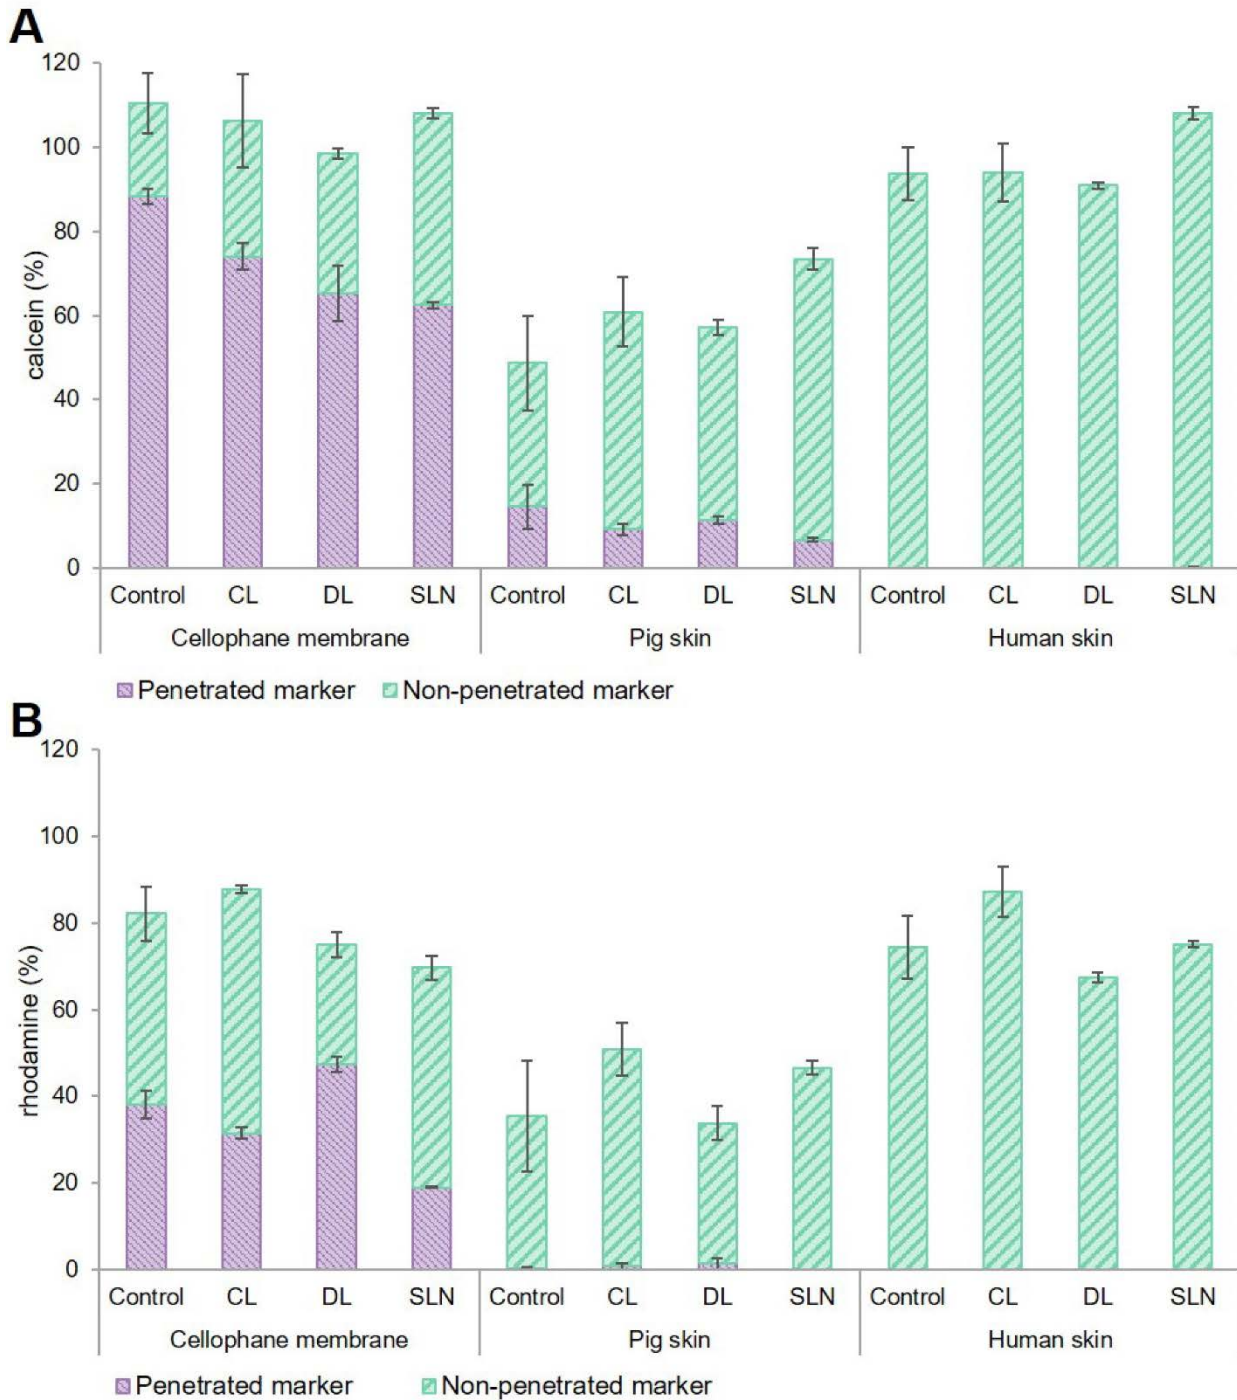 A
120
100
80
60
40
20
0
calcein (%)
Control CL DL SLN Control CL DL SLN Control CL DL SLN
Cellophane membrane Pig skin Human skin
Penetrated marker Non-penetrated marker
B
120
100
80
60
40
20
0
rhodamine (%)
Control CL DL SLN Control CL DL SLN Control CL DL SLN
Cellophane membrane Pig skin Human skin
Penetrated marker Non-penetrated marker